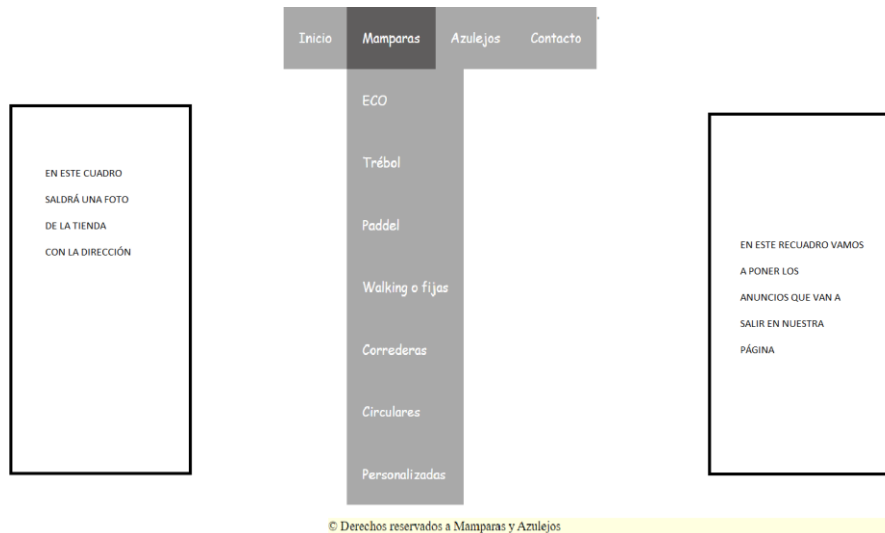 Inicio Mamparas Azulejos Contacto
ECO
Trébol
Paddel
Walking o fijas
Correderas
Circulares
Personalizadas
EN ESTE CUADRO
SALDRÁ UNA FOTO
DE LA TIENDA
CON LA DIRECCIÓN
EN ESTE RECUADRO VAMOS
A PONER LOS
ANUNCIOS QUE VAN A
SALIR EN NUESTRA
PÁGINA
© Derechos reservados a Mamparas y Azulejos